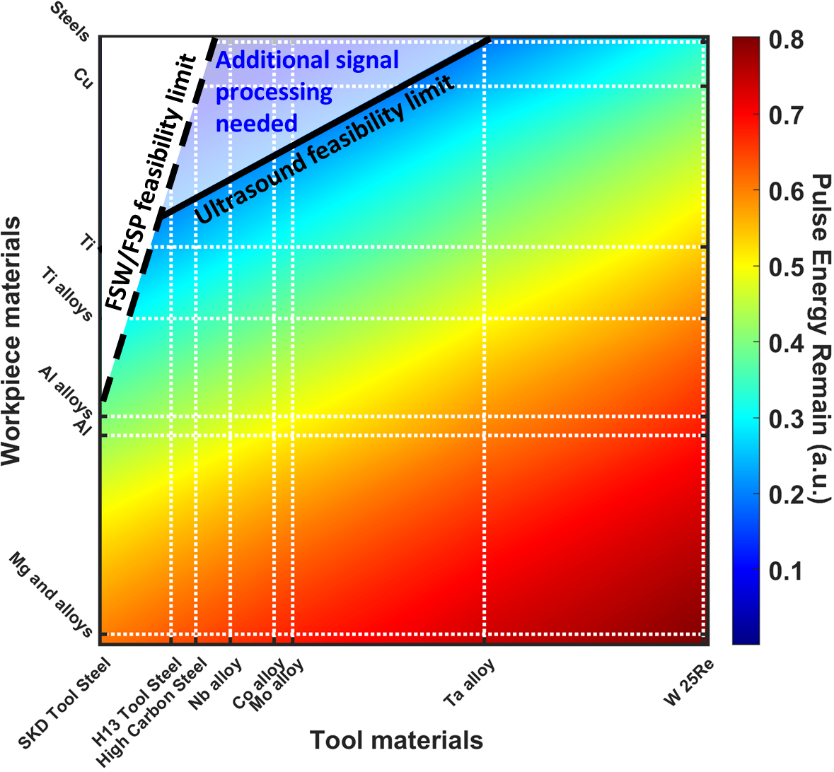 Steels
Cu
Ti
Ti alloys
Al alloys
Al
Mg and alloys
Workpiece materials
FSW/FSP feasibility limit
Additional signal
processing
needed
Ultrasound feasibility limit
SKD Tool Steel
H13 Tool Steel
High Carbon Steel
Nb alloy
Co alloy
Mo alloy
Ta alloy
W 25Re
Tool materials
0.8
0.7
0.6
0.5
0.4
0.3
0.2
0.1
Pulse Energy Remain (a.u.)